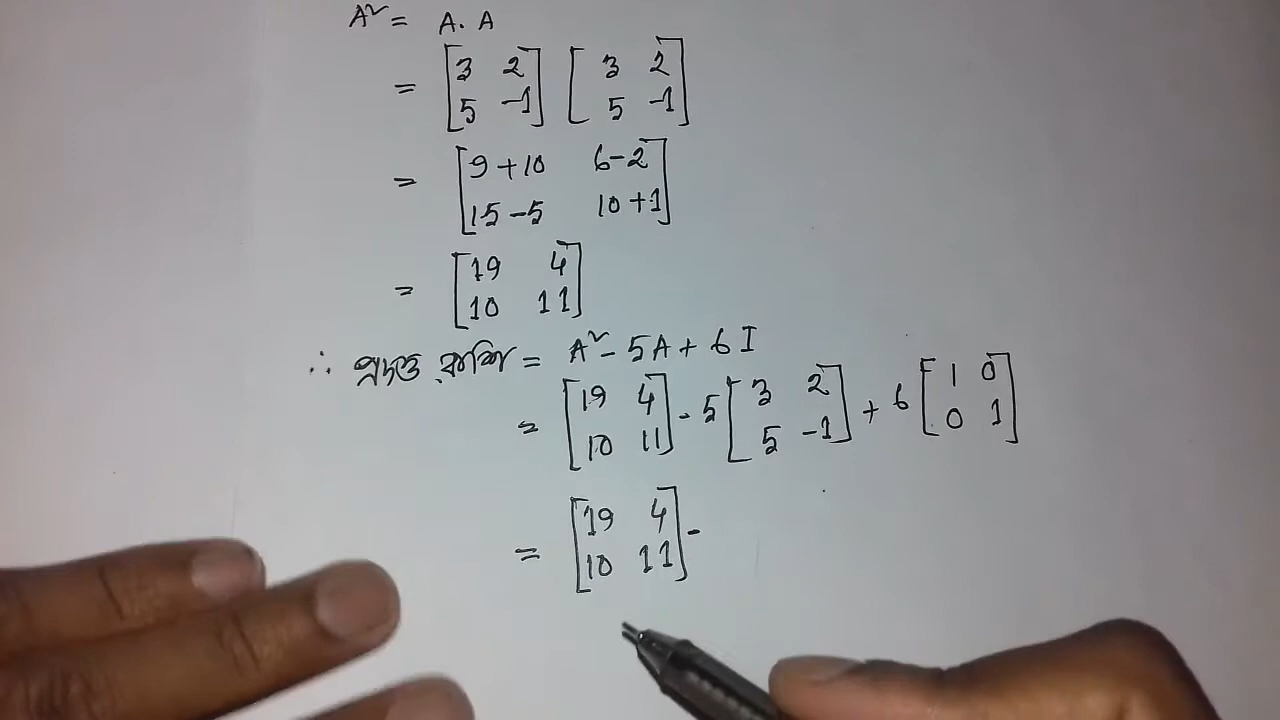 A² = A. A
= [3 2 5 -1] [3 2 5 -1]
= [9+10 6-2 15-5 10+1]
= [19 4 10 11]
∴ প্রদত্ত রাশি = A² - 5A + 6I
= [19 4 10 11] - 5 [3 2 5 -1] + 6 [1 0 0 1]
= [19 4 10 11] -